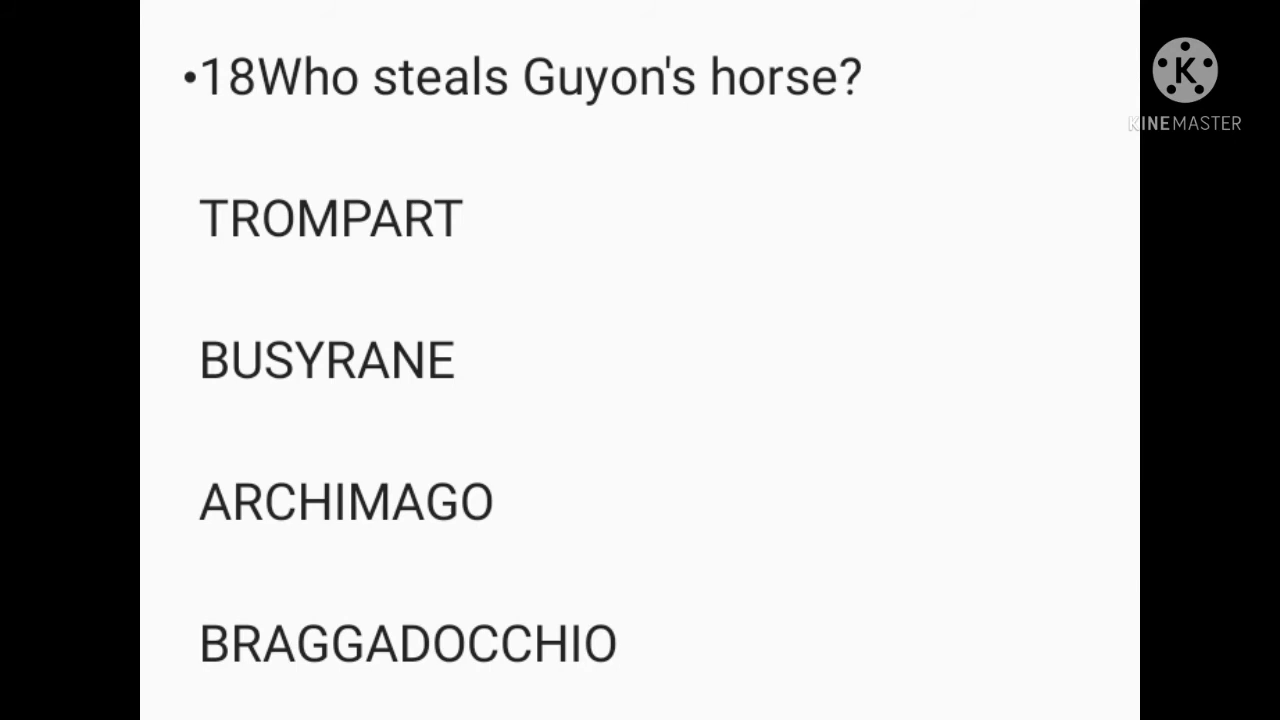 •18Who steals Guyon's horse?
TROMPART
BUSYRANE
ARCHIMAGO
BRAGGADOCCHIO
K
KINEMASTER